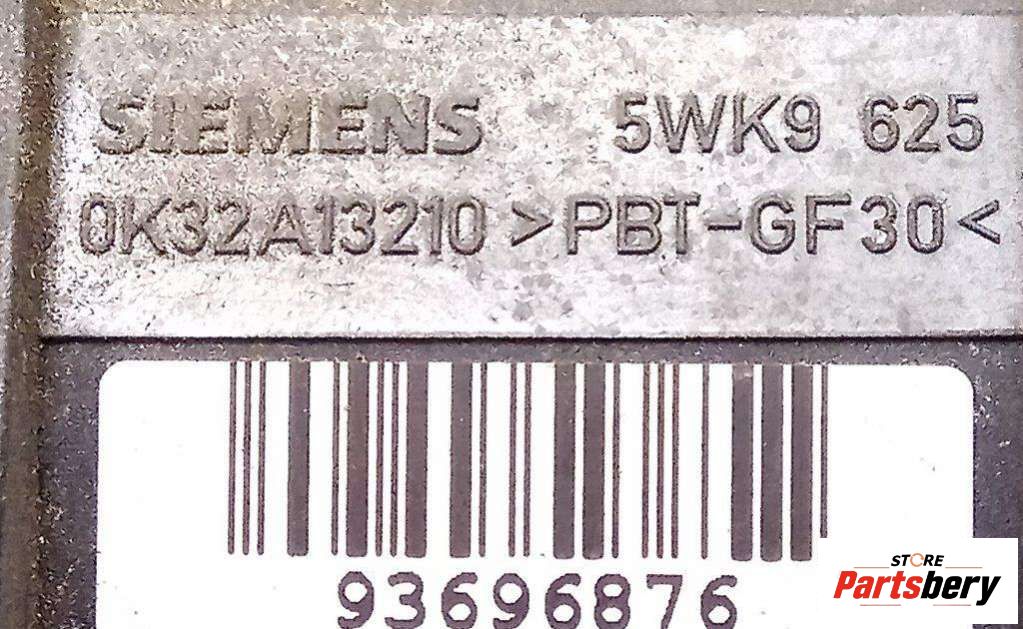 SIEMENS 5WK9 625
0K32A13210 >PBT-GF30<
93696876
STORE
Partsbery